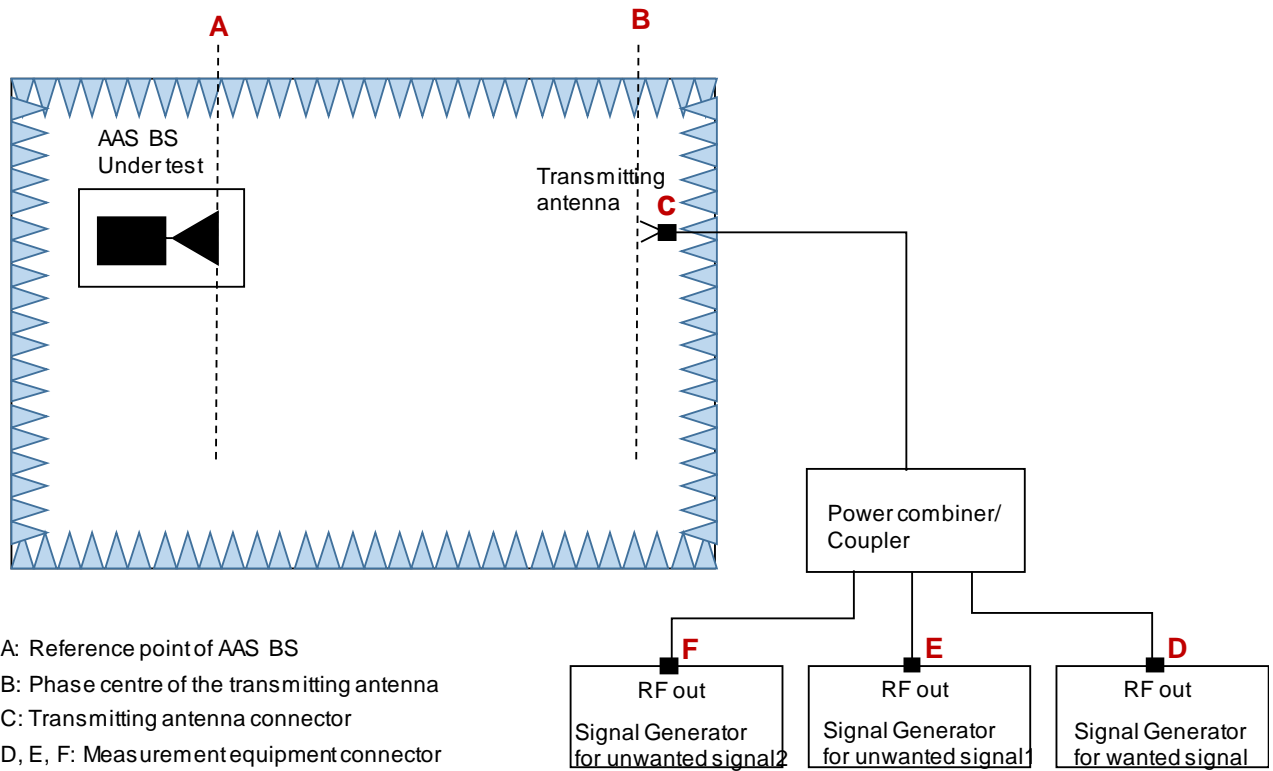 A
B
AAS BS
Under test
Transmitting
antenna
C
Power combiner/
Coupler
A: Reference point of AAS BS
B: Phase centre of the transmitting antenna
C: Transmitting antenna connector
D, E, F: Measurement equipment connector
F
RF out
Signal Generator
for unwanted signal2
E
RF out
Signal Generator
for unwanted signal1
D
RF out
Signal Generator
for wanted signal